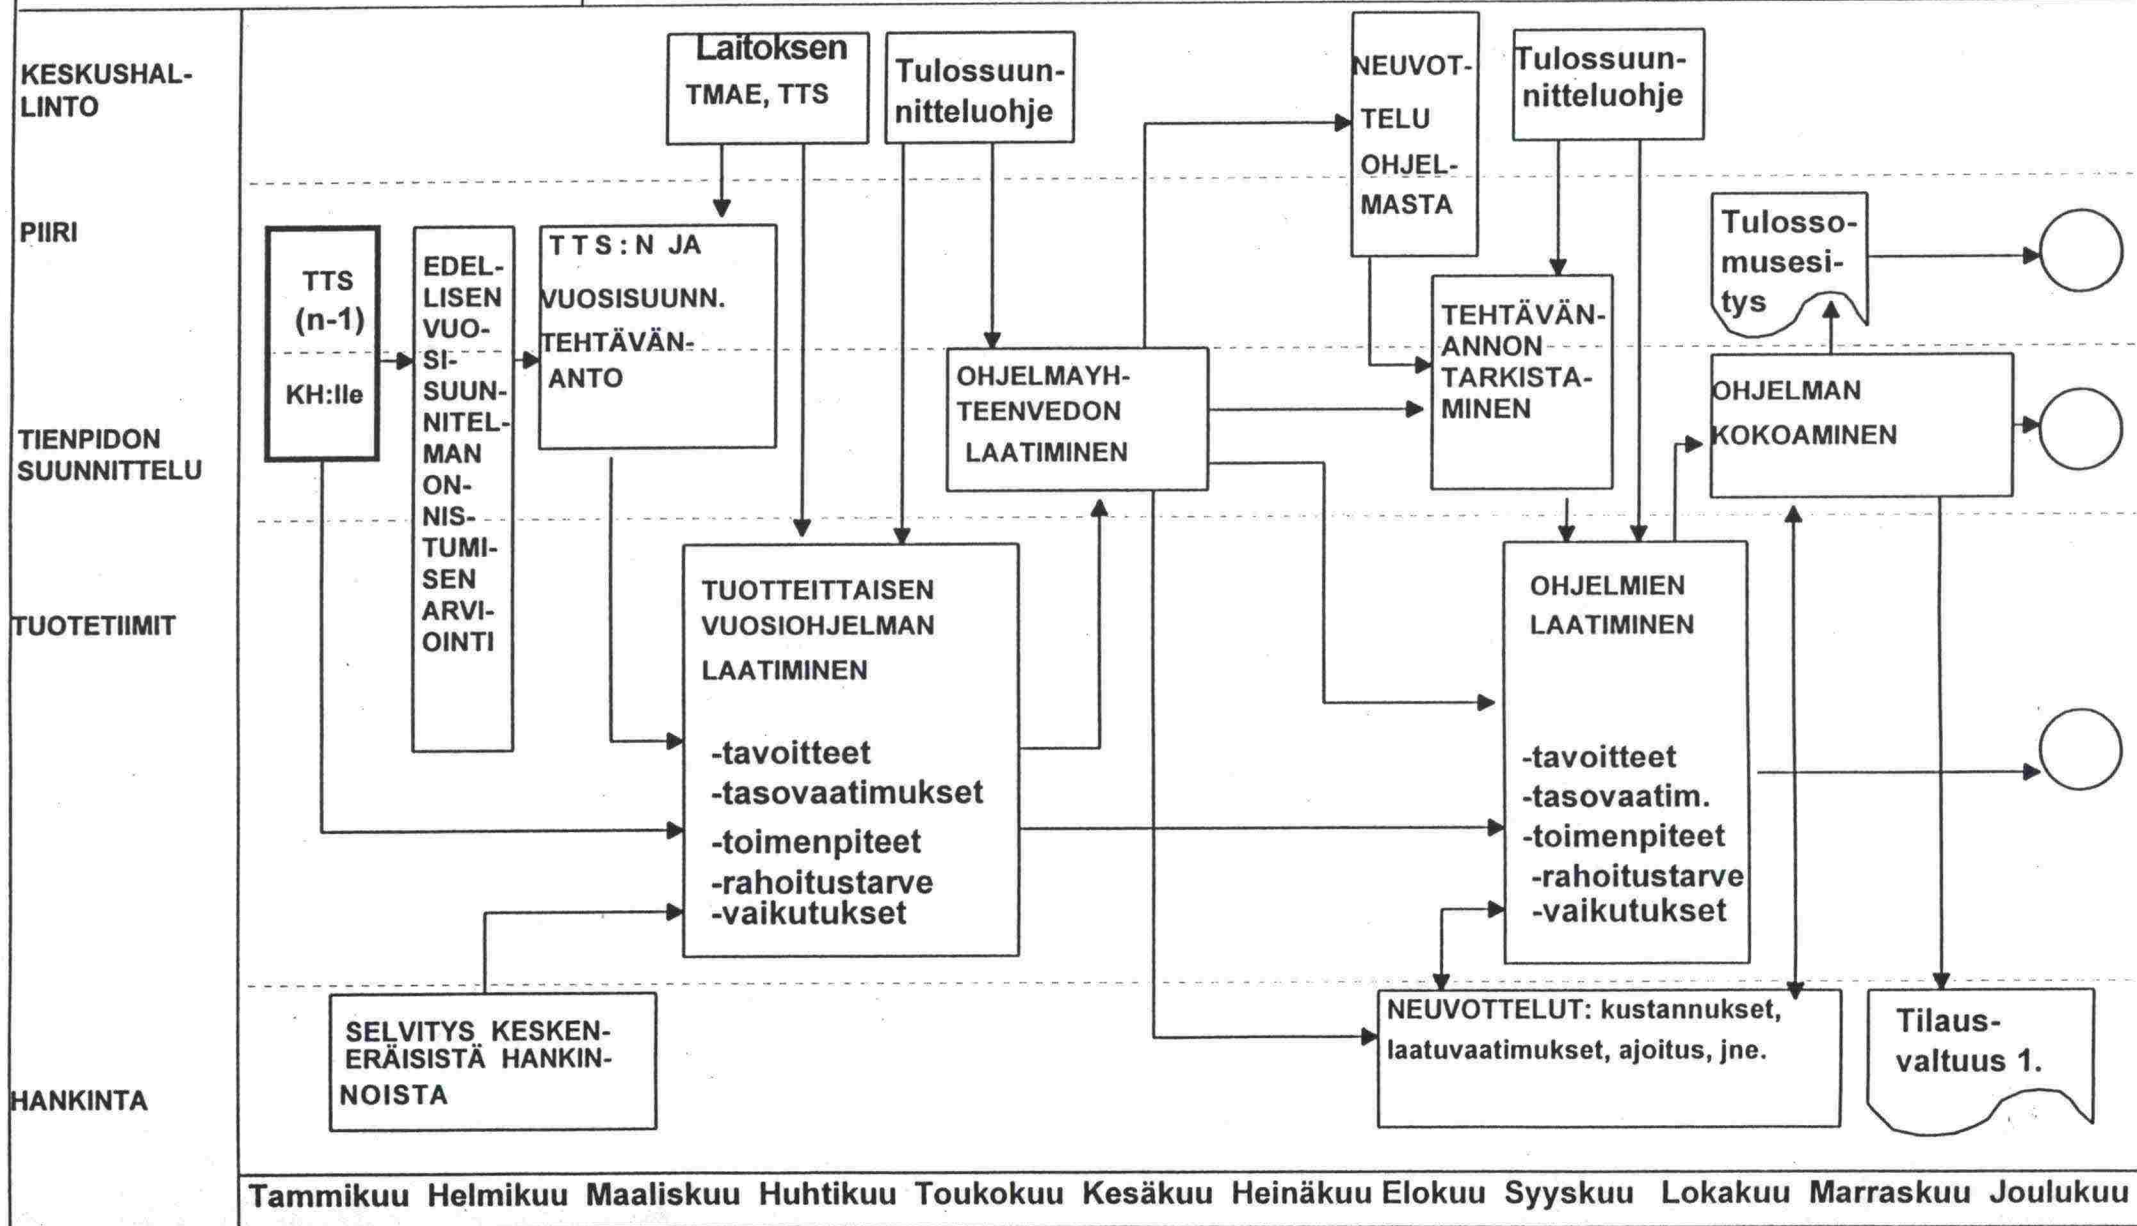 KESKUSHAL-
LINTO
Laitoksen
TMAE, TTS
Tulossuun-
nitteluohje
NEUVOT-
TELU
OHJEL-
MASTA
Tulossuun-
nitteluohje
PIIRI
TTS
(n-1)
KH:lle
EDEL-
LISEN
VUO-
SI-
SUUN-
NITEL-
MAN
ON-
NIS-
TUMI-
SEN
ARVI-
OINTI
TTS:N JA
VUOSISUUNN.
TEHTÄVÄN-
ANTO
OHJELMAYH-
TEENVEDON
LAATIMINEN
TEHTÄVÄN-
ANNON
TARKISTA-
MINEN
Tulosso-
musesi-
tys
OHJELMAN
KOKOAMINEN
TIENPIDON
SUUNNITTELU
TUOTETIIMIT
TUOTTEITTAISEN
VUOSIOHJELMAN
LAATIMINEN
-tavoitteet
-tasovaatimukset
-toimenpiteet
-rahoitustarve
-vaikutukset
OHJELMIEN
LAATIMINEN
-tavoitteet
-tasovaatim.
-toimenpiteet
-rahoitustarve
-vaikutukset
HANKINTA
SELVITYS KESKEN-
ERÄISISTÄ HANKIN-
NOISTA
NEUVOTTELUT: kustannukset,
laatuvaatimukset, ajoitus, jne.
Tilaus-
valtuus 1.
Tammikuu Helmikuu Maaliskuu Huhtikuu Toukokuu Kesäkuu Heinäkuu Elokuu Syyskuu Lokakuu Marraskuu Joulukuu